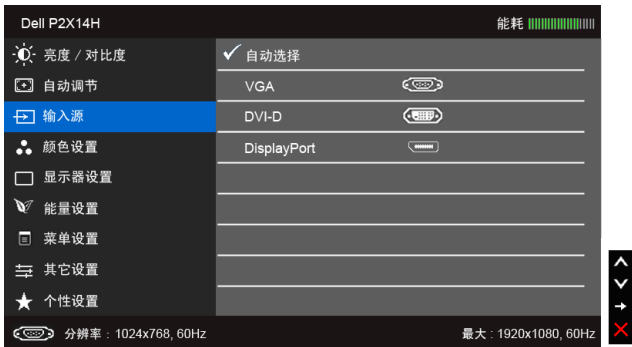 Dell P2X14H 能耗
亮度 / 对比度 自动选择
自动调节 VGA
输入源 DVI-D
颜色设置 DisplayPort
显示器设置
能量设置
菜单设置
其它设置
个性设置
分辨率 : 1024x768, 60Hz 最大 : 1920x1080, 60Hz